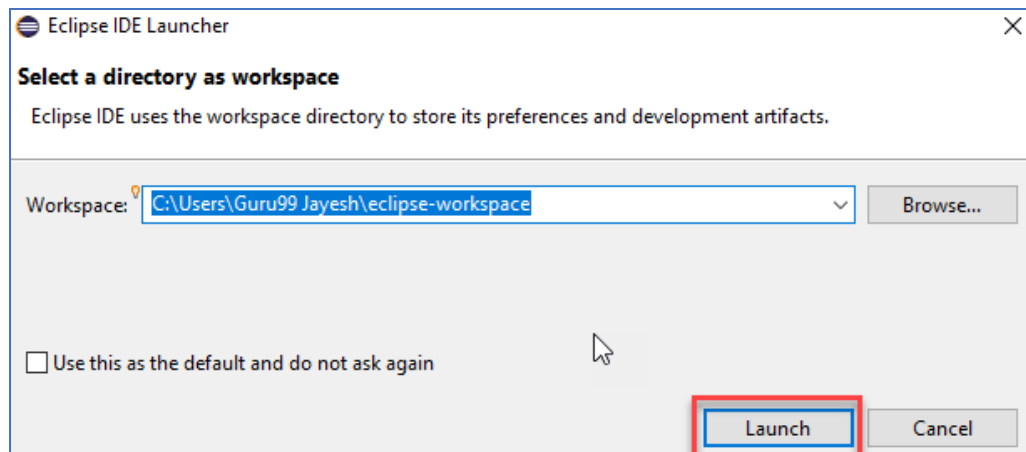 Eclipse IDE Launcher
Select a directory as workspace
Eclipse IDE uses the workspace directory to store its preferences and development artifacts.
Workspace: C:\Users\Guru99 Jayesh\eclipse-workspace Browse...
Use this as the default and do not ask again
Launch Cancel